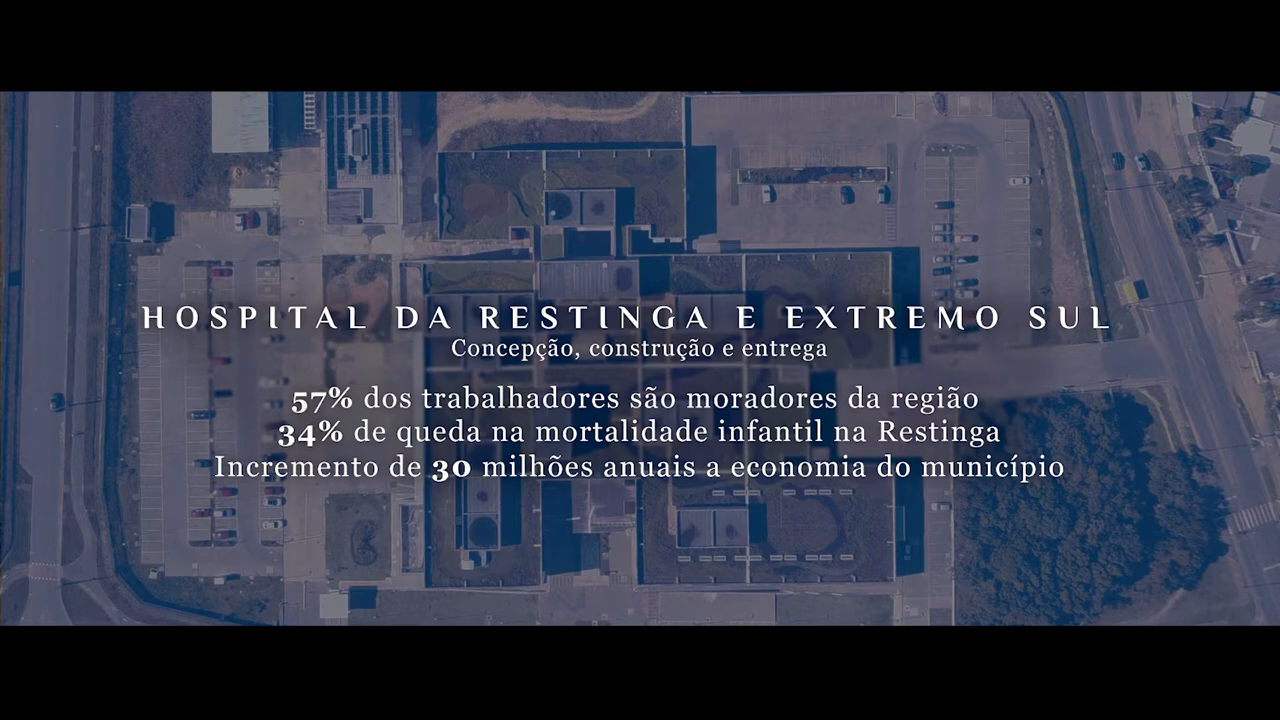 HOSPITAL DA RESTINGA E EXTREMO SUL
Concepção, construção e entrega
57% dos trabalhadores são moradores da região
34% de queda na mortalidade infantil na Restinga
Incremento de 30 milhões anuais a economia do município